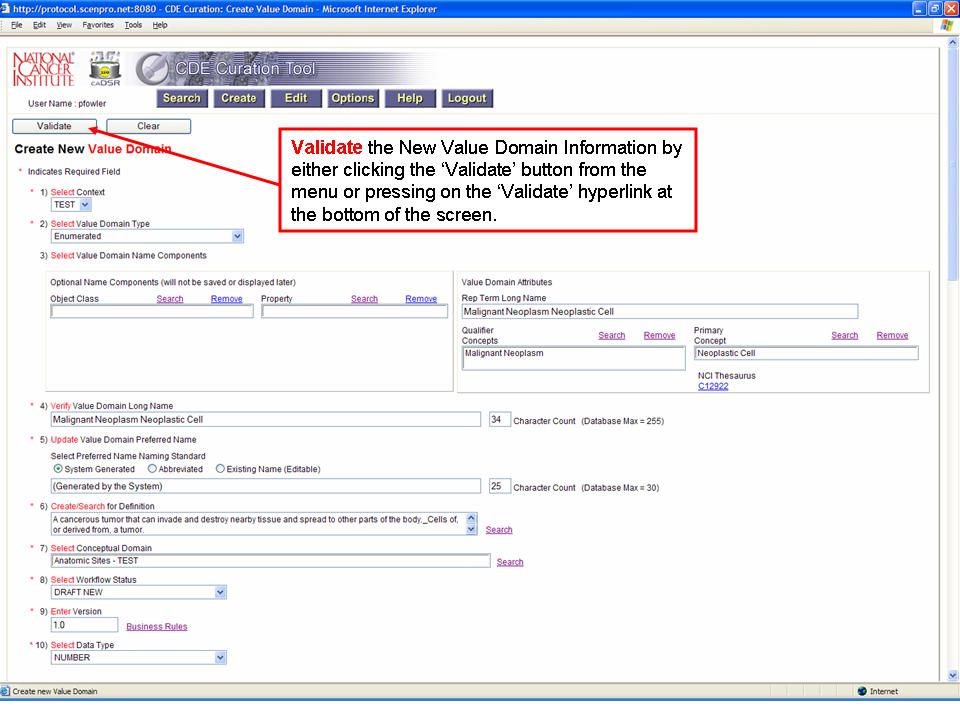 http://protocol.scenpro.net:8080 - CDE Curation: Create Value Domain - Microsoft Internet Explorer
File Edit View Favorites Tools Help
NATIONAL
CANCER
INSTITUTE
caDSR
CDE Curation Tool
User Name : pfowler
Search Create Edit Options Help Logout
Validate Clear
Create New Value Domain
Validate the New Value Domain Information by
either clicking the ‘Validate’ button from the
menu or pressing on the ‘Validate’ hyperlink at
the bottom of the screen.
* Indicates Required Field
* 1) Select Context
TEST
* 2) Select Value Domain Type
Enumerated
3) Select Value Domain Name Components
Optional Name Components (will not be saved or displayed later)
Object Class Search Remove Property Search Remove
Value Domain Attributes
Rep Term Long Name
Malignant Neoplasm Neoplastic Cell
Qualifier
Concepts Search Remove
Malignant Neoplasm
Primary
Concept Search Remove
Neoplastic Cell
NCI Thesaurus
C12922
* 4) Verify Value Domain Long Name
Malignant Neoplasm Neoplastic Cell 34 Character Count (Database Max = 255)
* 5) Update Value Domain Preferred Name
Select Preferred Name Naming Standard
System Generated Abbreviated Existing Name (Editable)
(Generated by the System) 25 Character Count (Database Max = 30)
* 6) Create/Search for Definition
A cancerous tumor that can invade and destroy nearby tissue and spread to other parts of the body._Cells of,
or derived from, a tumor. Search
* 7) Select Conceptual Domain
Anatomic Sites - TEST Search
* 8) Select Workflow Status
DRAFT NEW
* 9) Enter Version
1.0 Business Rules
* 10) Select Data Type
NUMBER
Create new Value Domain Internet